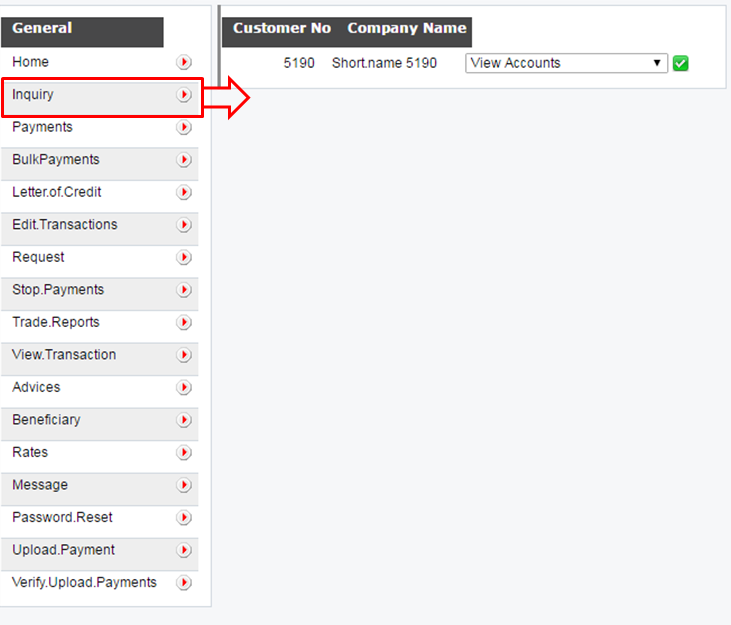 General
Home
Inquiry
Payments
BulkPayments
Letter.of.Credit
Edit.Transactions
Request
Stop.Payments
Trade.Reports
View.Transaction
Advices
Beneficiary
Rates
Message
Password.Reset
Upload.Payment
Verify.Upload.Payments
Customer No Company Name
5190 Short.name 5190 View Accounts